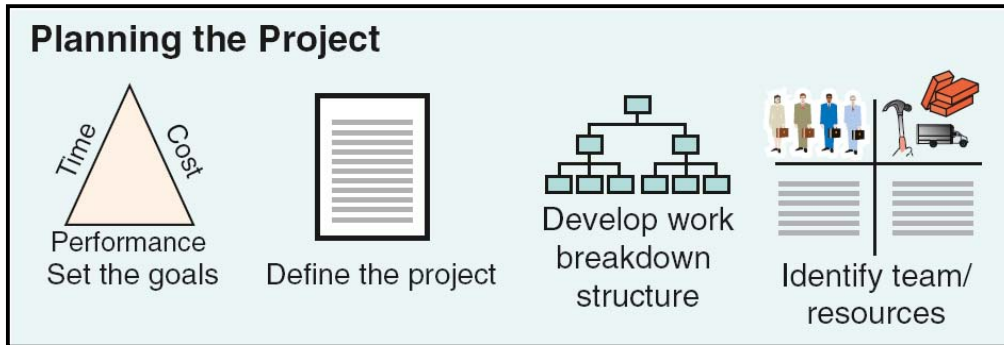 Planning the Project
Time
Cost
Performance
Set the goals
Define the project
Develop work
breakdown
structure
Identify team/
resources